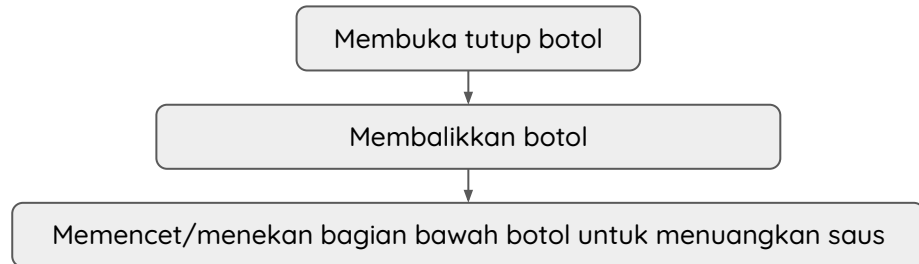 Membuka tutup botol
Membalikkan botol
Memencet/menekan bagian bawah botol untuk menuangkan saus